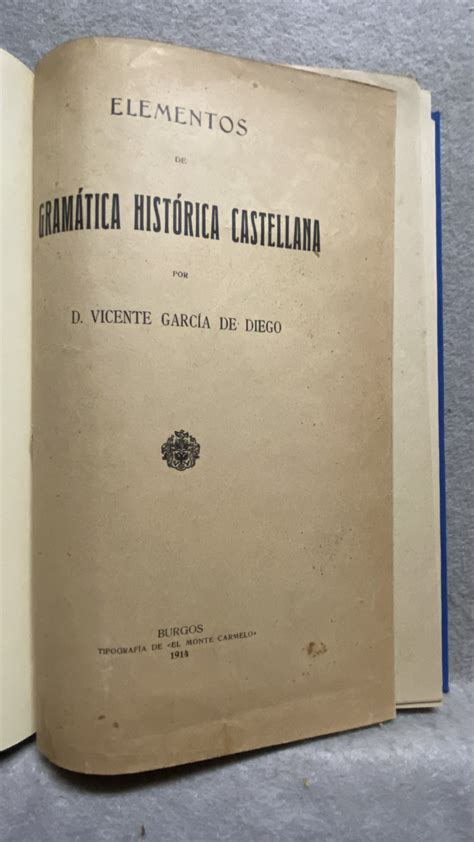 ELEMENTOS
DE
GRAMÁTICA HISTÓRICA CASTELLANA
POR
D. VICENTE GARCÍA DE DIEGO
BURGOS
TIPOGRAFÍA DE «EL MONTE CARMELO»
1914